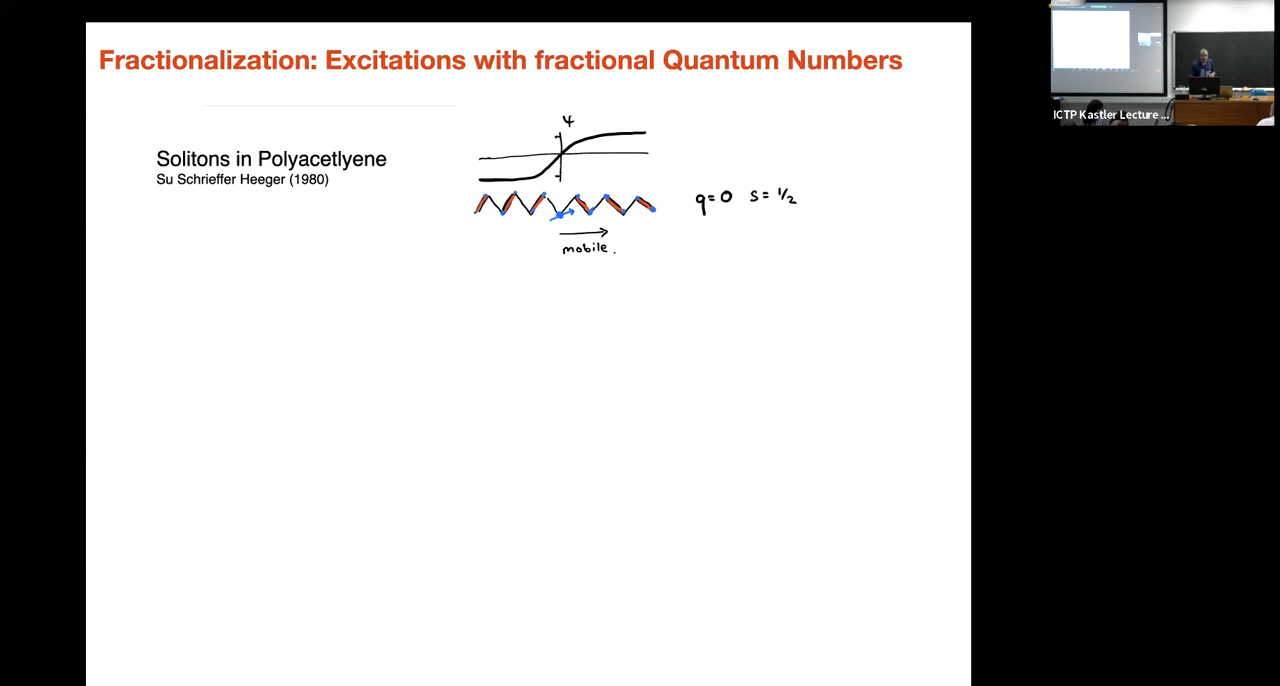 Fractionalization: Excitations with fractional Quantum Numbers
ψ
Solitons in Polyacetlyene
Su Schrieffer Heeger (1980)
q=0 s=1/2
mobile.
ICTP Kastler Lecture ...